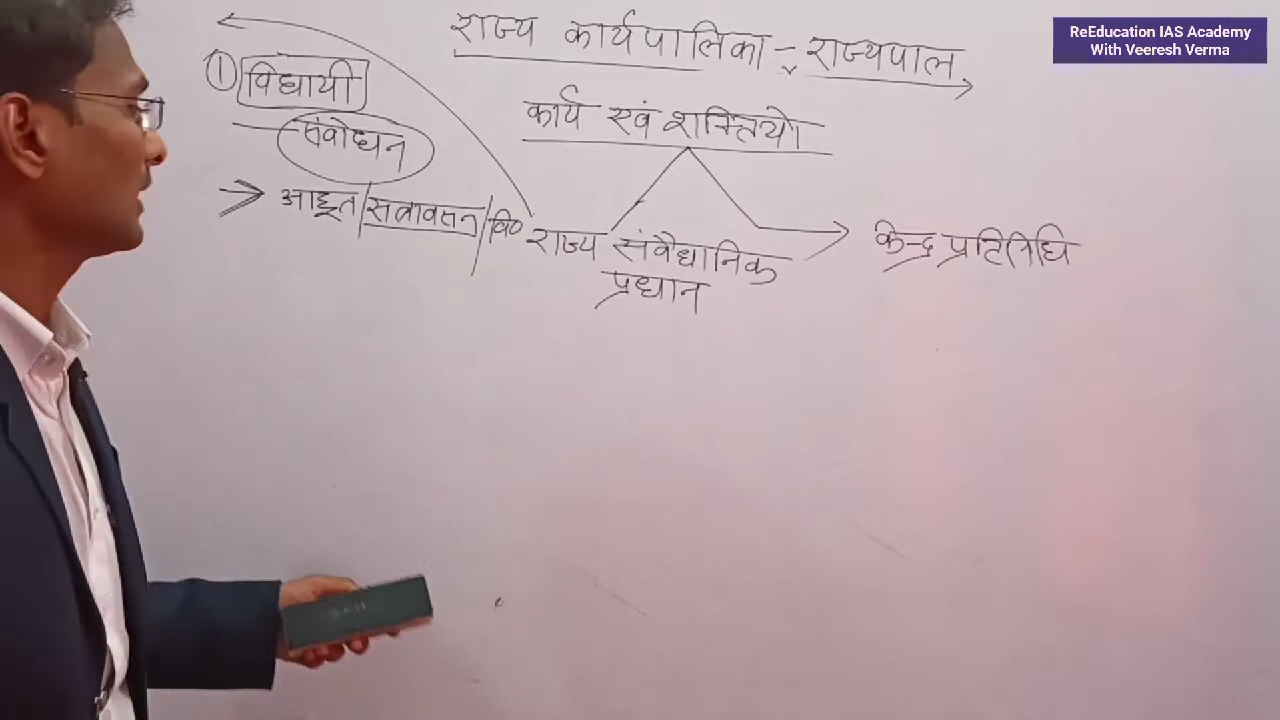 राज्य कार्यपालिका - राज्यपाल
ReEducation IAS Academy
With Veeresh Verma
कार्य एवं शक्तियो
① विधायी
संवोधन
आहूत / सत्रावसान / वि०
राज्य संवैधानिक
प्रधान
केन्द्र प्रतिनिधि